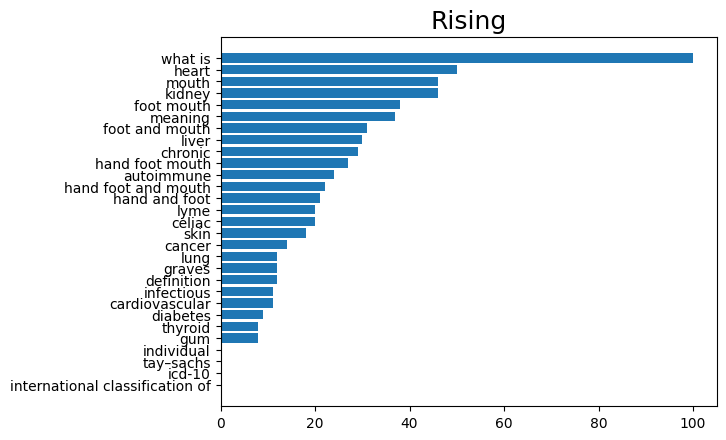 Rising
what is
heart
mouth
kidney
foot mouth
meaning
foot and mouth
liver
chronic
hand foot mouth
autoimmune
hand foot and mouth
hand and foot
lyme
celiac
skin
cancer
lung
graves
definition
infectious
cardiovascular
diabetes
thyroid
gum
individual
tay–sachs
icd-10
international classification of
0 20 40 60 80 100